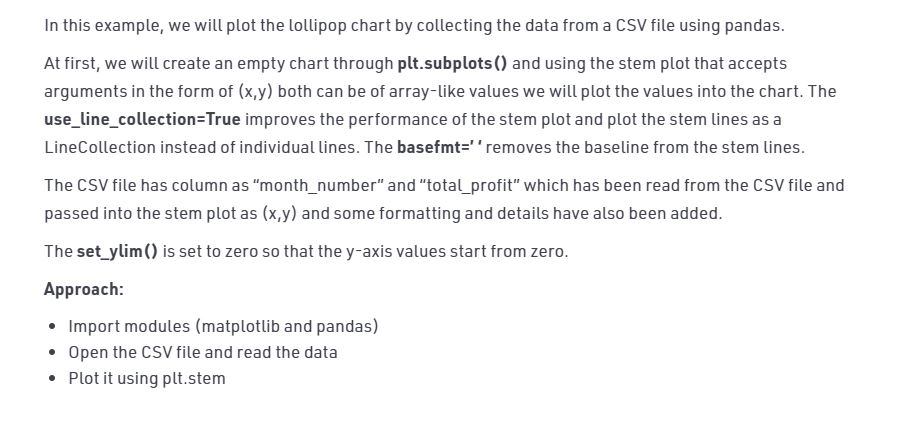 In this example, we will plot the lollipop chart by collecting the data from a CSV file using pandas.
At first, we will create an empty chart through plt.subplots() and using the stem plot that accepts
arguments in the form of (x,y) both can be of array-like values we will plot the values into the chart. The
use_line_collection=True improves the performance of the stem plot and plot the stem lines as a
LineCollection instead of individual lines. The basefmt=’ ‘ removes the baseline from the stem lines.
The CSV file has column as “month_number” and “total_profit” which has been read from the CSV file and
passed into the stem plot as (x,y) and some formatting and details have also been added.
The set_ylim() is set to zero so that the y-axis values start from zero.
Approach:
• Import modules (matplotlib and pandas)
• Open the CSV file and read the data
• Plot it using plt.stem